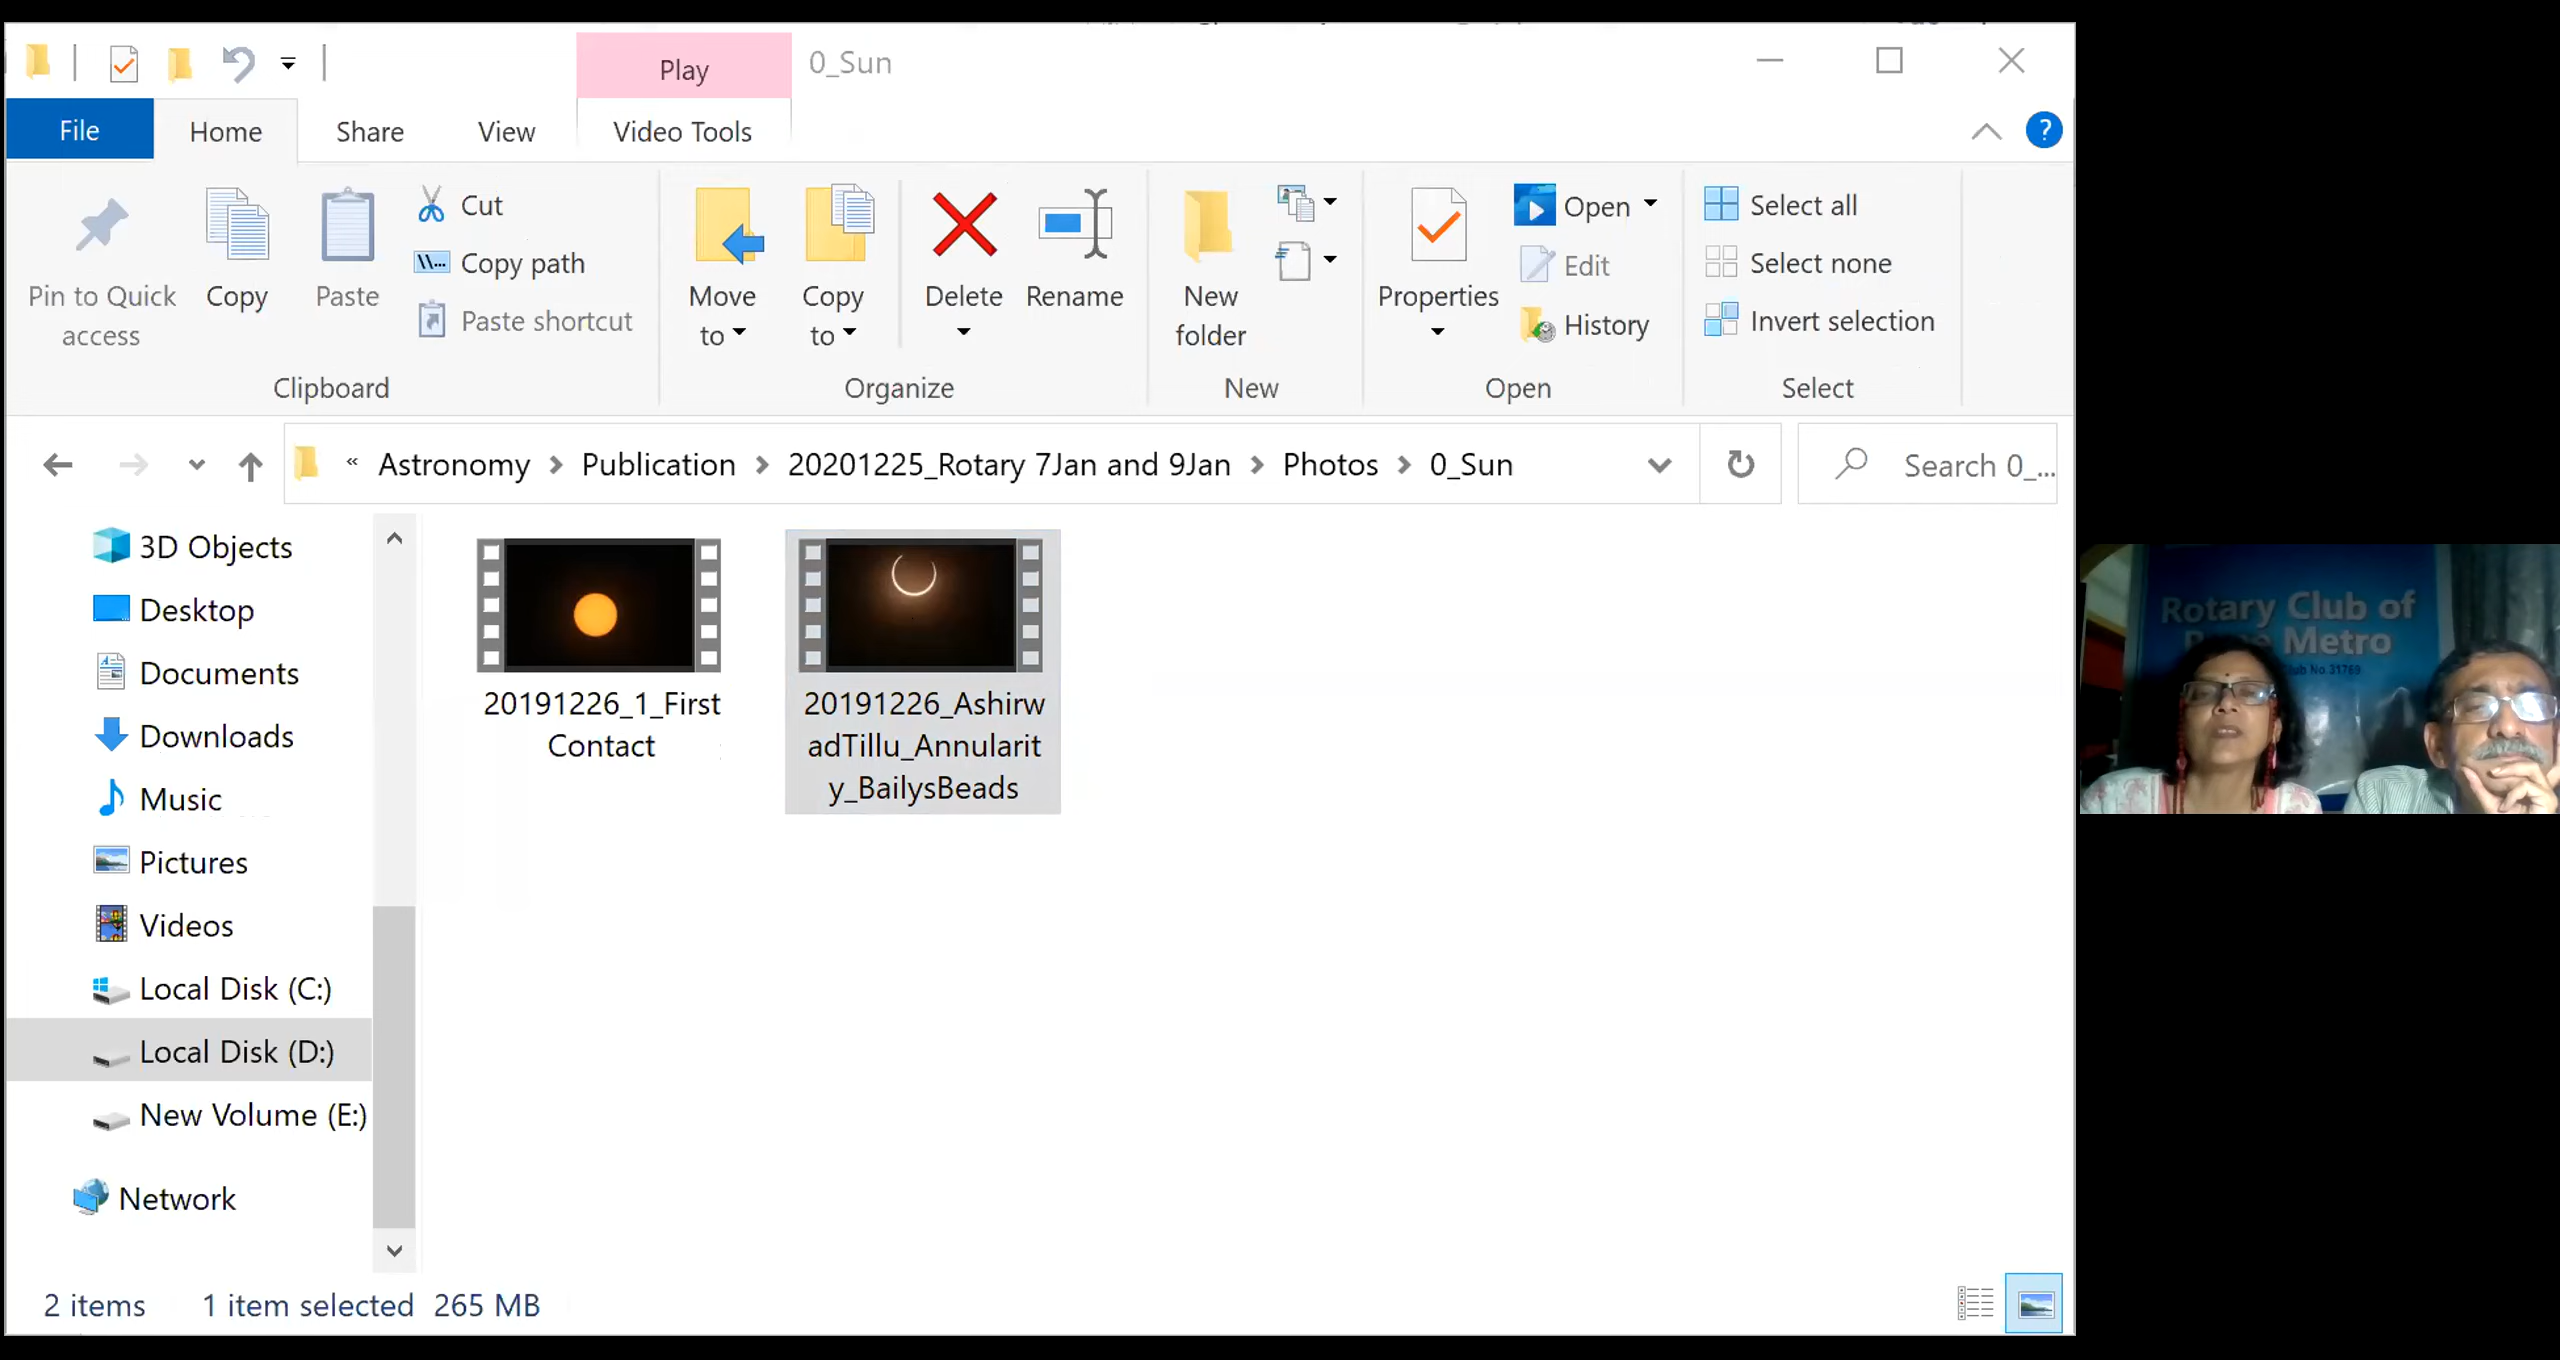 Play
0_Sun
File
Home
Share
View
Video Tools
?
Pin to Quick
access
Copy
Paste
Cut
Copy path
Paste shortcut
Clipboard
Move
to
Copy
to
Delete
Rename
Organize
New
folder
New
Properties
Open
Edit
History
Open
Select all
Select none
Invert selection
Select
« Astronomy > Publication > 20201225_Rotary 7Jan and 9Jan > Photos > 0_Sun
Search 0_...
3D Objects
Desktop
Documents
Downloads
Music
Pictures
Videos
Local Disk (C:)
Local Disk (D:)
New Volume (E:)
Network
20191226_1_First
Contact
20191226_Ashirw
adTillu_Annularit
y_BailysBeads
Rotary Club of
Metro
Club No.31769
2 items
1 item selected 265 MB